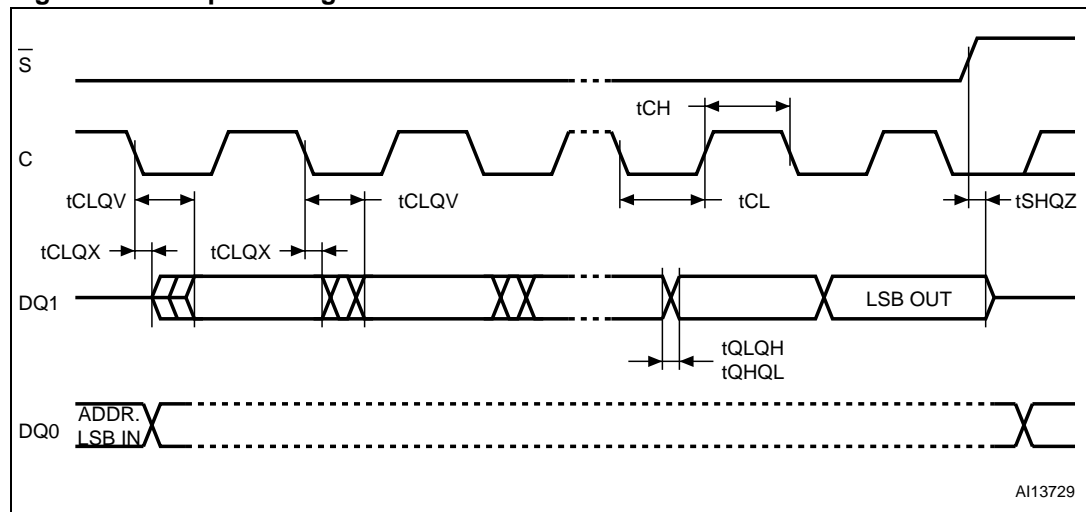 S
tCH
C
tCLQV
tCLQV
tCL
tSHQZ
tCLQX
tCLQX
DQ1
LSB OUT
tQLQH
tQHQL
ADDR.
DQ0
LSB IN
AI13729